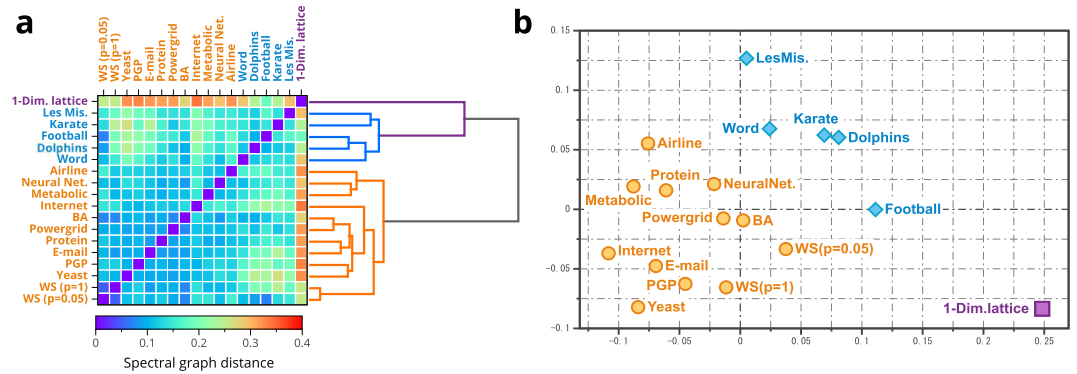 a
WS (p=0.05)
WS (p=1)
Yeast
PGP
E-mail
Protein
Powergrid
BA
Internet
Metabolic
Neural Net.
Airline
Word
Dolphins
Football
Karate
Les Mis.
1-Dim. lattice
1-Dim. lattice
Les Mis.
Karate
Football
Dolphins
Word
Airline
Neural Net.
Metabolic
Internet
BA
Powergrid
Protein
E-mail
PGP
Yeast
WS (p=1)
WS (p=0.05)
0 0.1 0.2 0.3 0.4
Spectral graph distance
b
0.15
0.1
0.05
0
-0.05
-0.1
LesMis.
Word
Karate
Dolphins
Airline
Protein
NeuralNet.
Metabolic
Powergrid
BA
Football
WS(p=0.05)
Internet
E-mail
PGP
WS(p=1)
Yeast
1-Dim.lattice
-0.1 -0.05 0 0.05 0.1 0.15 0.2 0.25